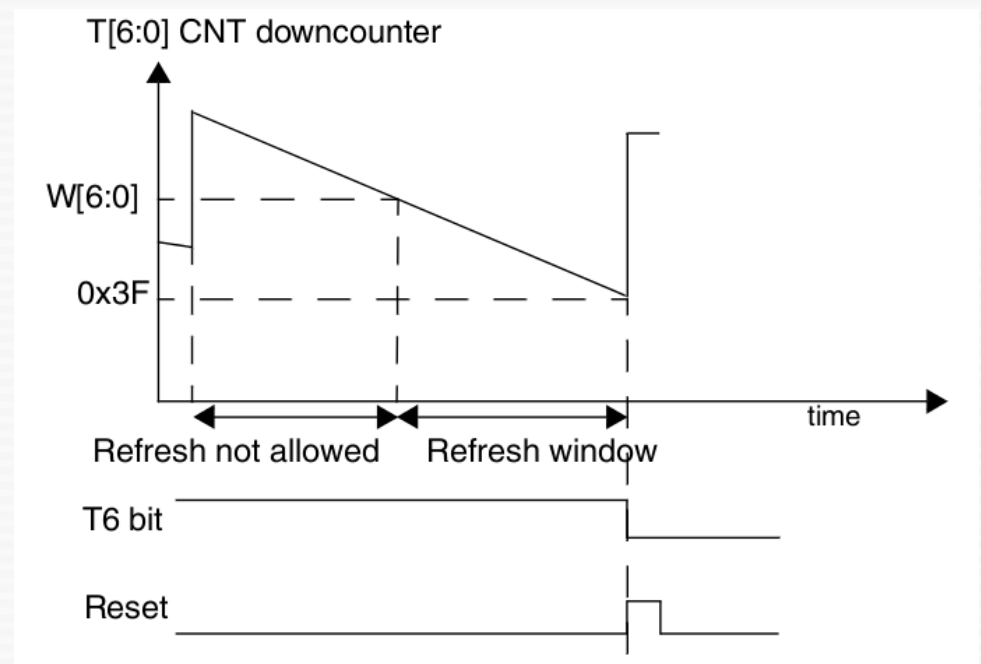 T[6:0] CNT downcounter
W[6:0]
0x3F
time
Refresh not allowed
Refresh window
T6 bit
Reset